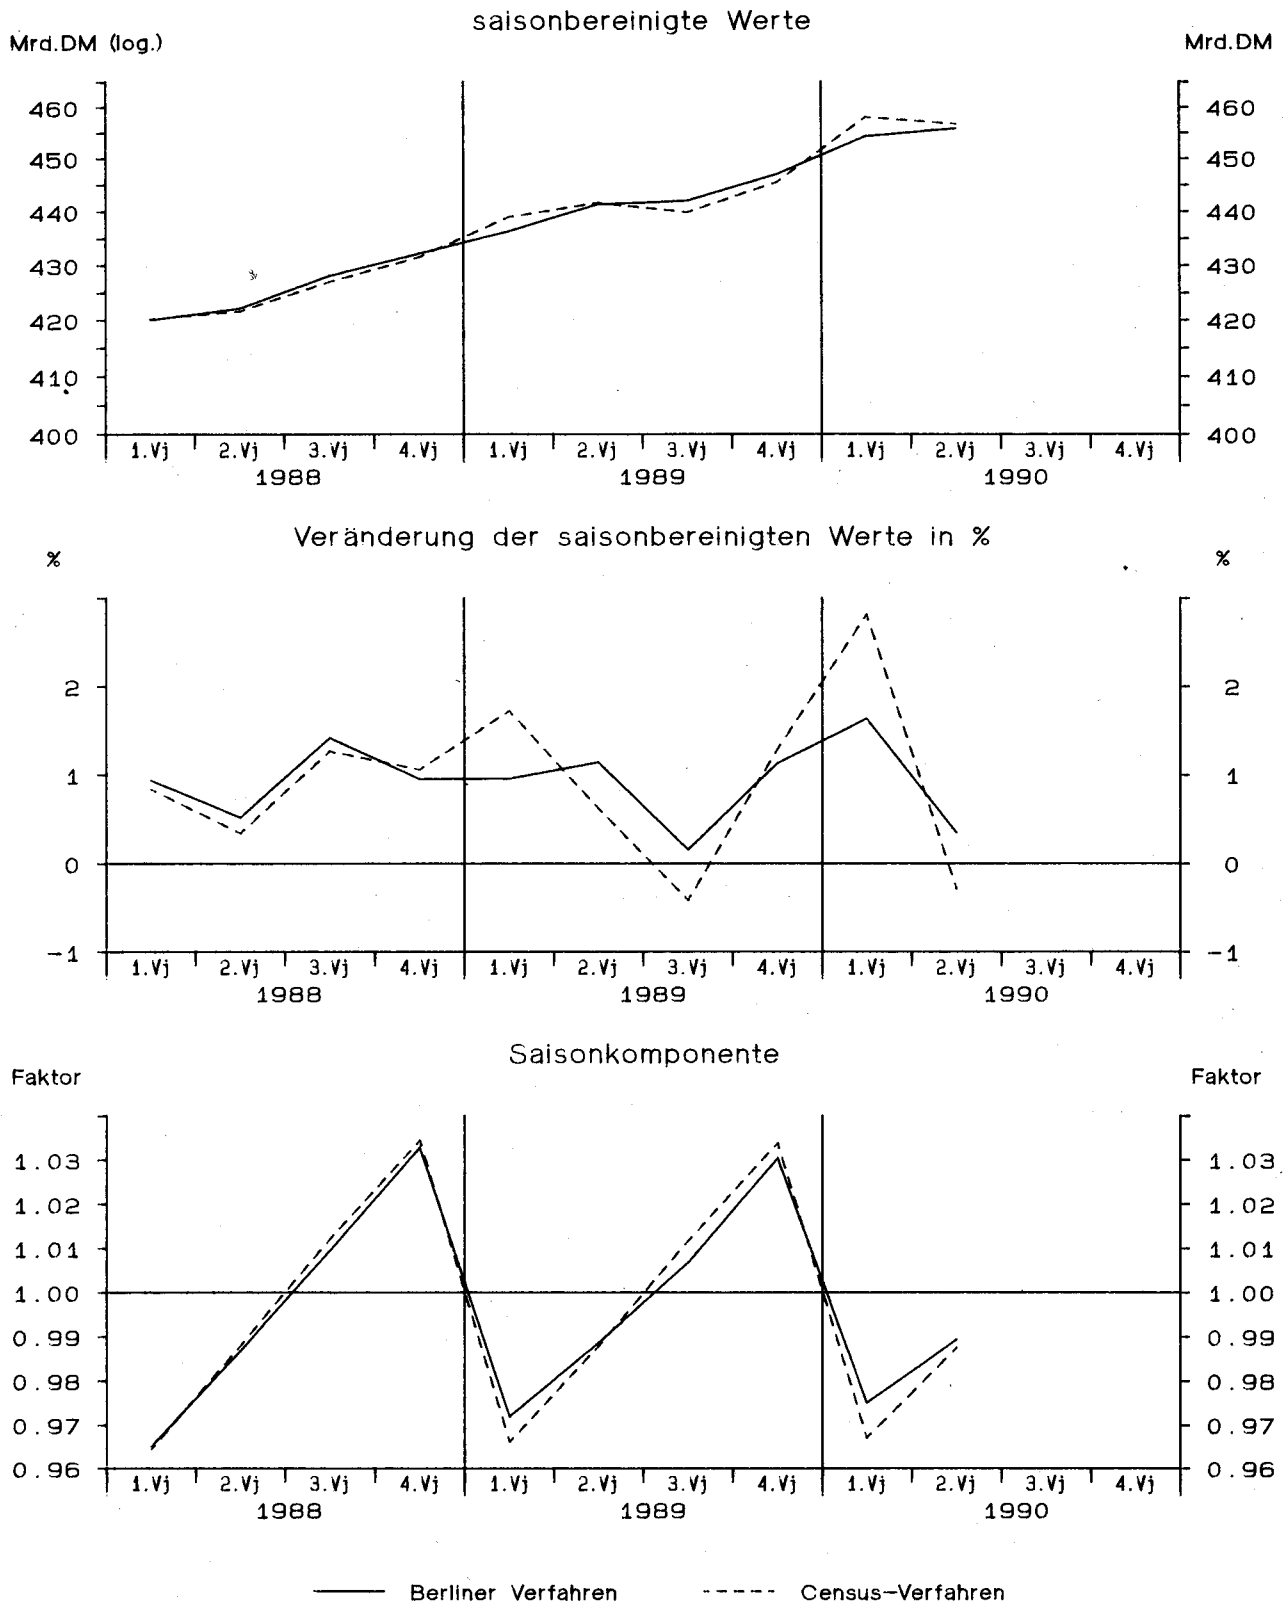 saisonbereinigte Werte
Mrd.DM (log.) Mrd.DM
460 460
450 450
440 440
430 430
420 420
410 410
400 400
1.Vj 2.Vj 3.Vj 4.Vj 1.Vj 2.Vj 3.Vj 4.Vj 1.Vj 2.Vj 3.Vj 4.Vj
1988 1989 1990
Veränderung der saisonbereinigten Werte in %
% %
2 2
1 1
0 0
-1 -1
1.Vj 2.Vj 3.Vj 4.Vj 1.Vj 2.Vj 3.Vj 4.Vj 1.Vj 2.Vj 3.Vj 4.Vj
1988 1989 1990
Saisonkomponente
Faktor Faktor
1.03 1.03
1.02 1.02
1.01 1.01
1.00 1.00
0.99 0.99
0.98 0.98
0.97 0.97
0.96 0.96
1.Vj 2.Vj 3.Vj 4.Vj 1.Vj 2.Vj 3.Vj 4.Vj 1.Vj 2.Vj 3.Vj 4.Vj
1988 1989 1990
Berliner Verfahren Census-Verfahren